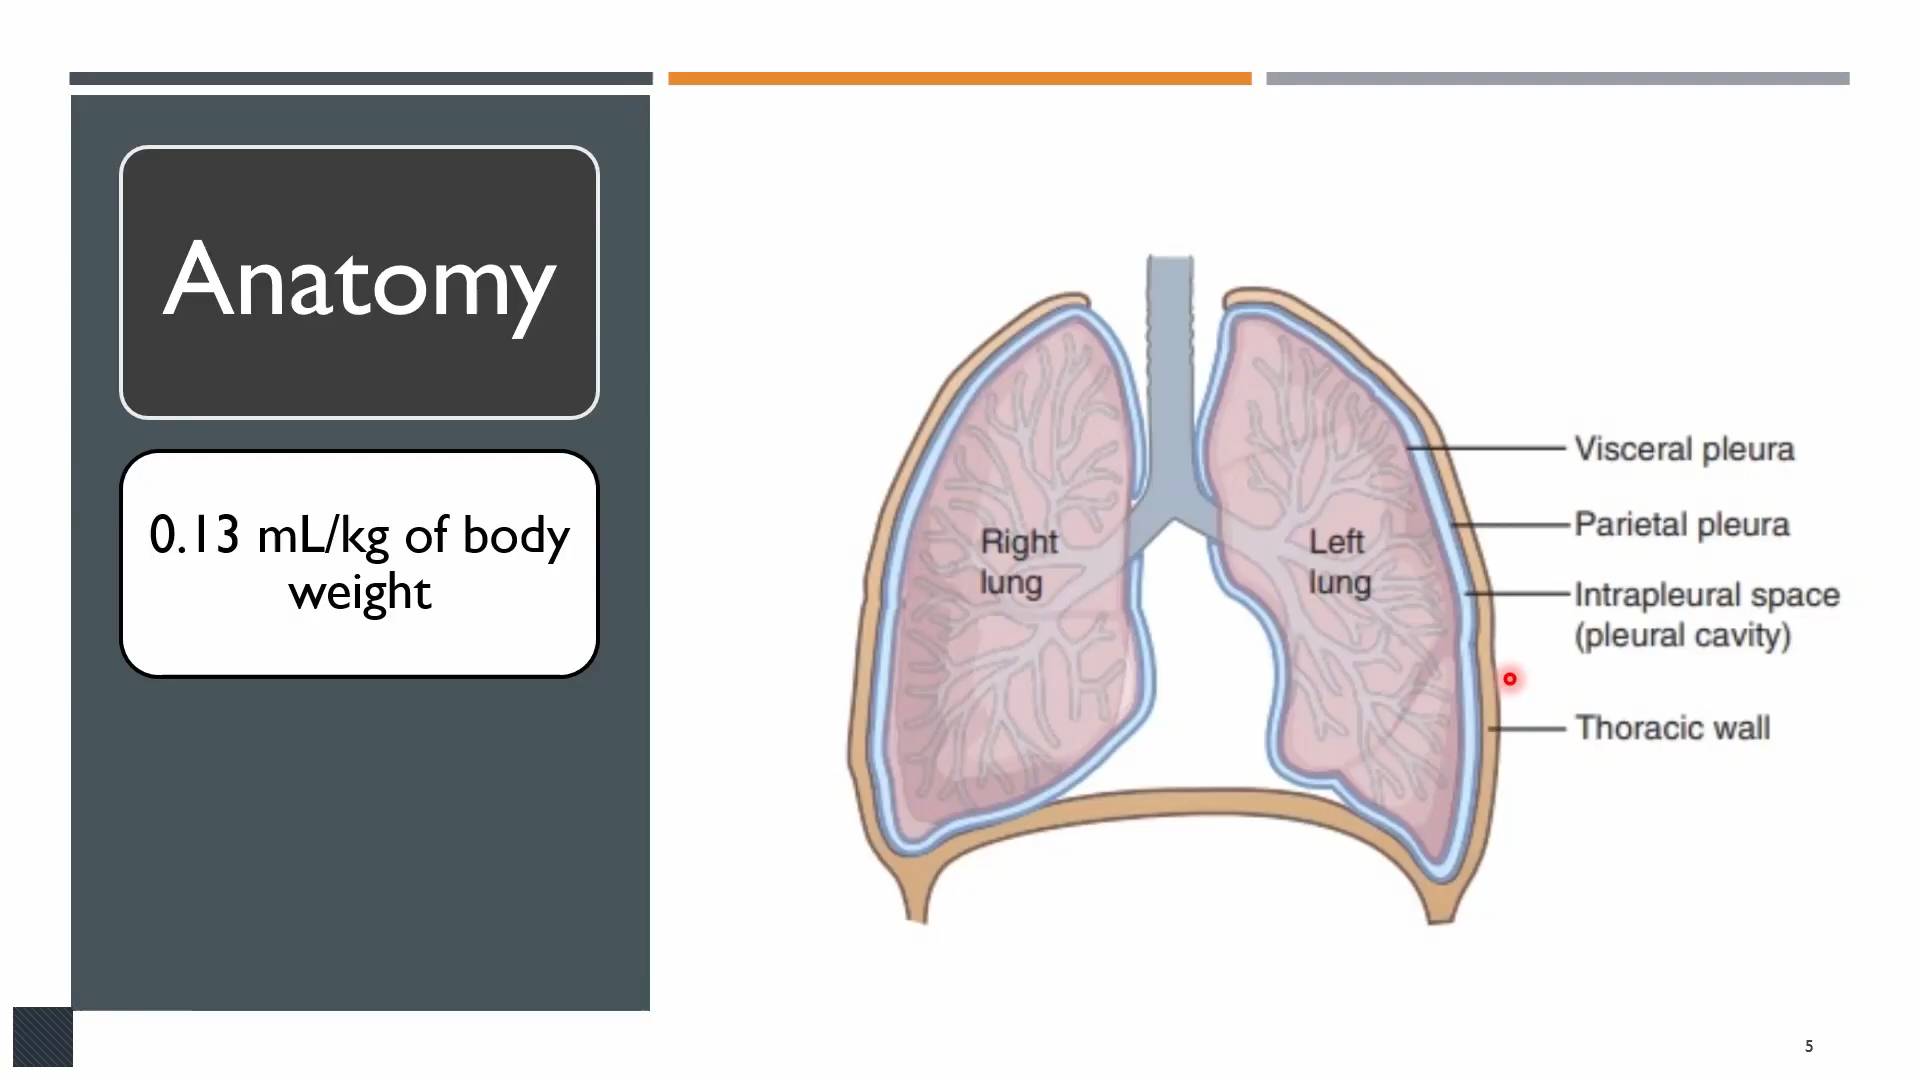 Anatomy
0.13 mL/kg of body
weight
Right
lung
Left
lung
Visceral pleura
Parietal pleura
Intrapleural space
(pleural cavity)
Thoracic wall
5